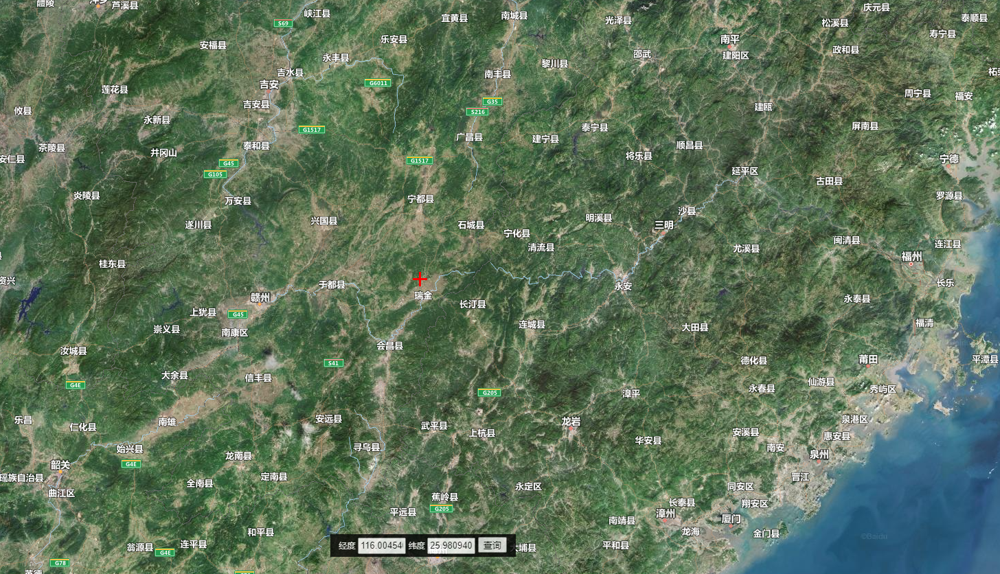 醴陵
芦溪县
峡江县
宜黄县
南城县
光泽县
庆元县
泰顺县
S69
松溪县
寿宁县
安福县
乐安县
南平
政和县
永丰县
邵武
建阳区
黎川县
吉水县
南丰县
吉安
G6011
莲花县
周宁县
福安
吉安县
G35
建瓯
攸县
S216
永新县
G1517
泰宁县
屏南县
广昌县
建宁县
茶陵县
泰和县
顺昌县
井冈山
将乐县
安仁县
G45
G1517
宁德
G105
延平区
古田县
炎陵县
万安县
宁都县
罗源县
沙县
遂川县
兴国县
石城县
明溪县
三明
宁化县
清流县
闽清县
连江县
尤溪县
桂东县
福州
资兴
于都县
长乐
赣州
瑞金
永安
长汀县
永泰县
上犹县
G45
崇义县
南康区
连城县
大田县
福清
会昌县
汝城县
S41
德化县
莆田
平潭县
大余县
信丰县
G4E
仙游县
永春县
秀屿区
G205
漳平
乐昌
南雄
安远县
龙岩
泉港区
仁化县
武平县
上杭县
安溪县
惠安县
华安县
始兴县
寻乌县
南安
龙南县
泉州
韶关
G4E
瑶族自治县
定南县
晋江
全南县
曲江区
永定区
同安区
蕉岭县
长泰县
翔安区
G205
平远县
漳州
厦门
南靖县
和平县
龙海
金门县
©Baidu
经度 116.00454 纬度 25.980940 查询
翁源县
连平县
平和县
G4E
G78